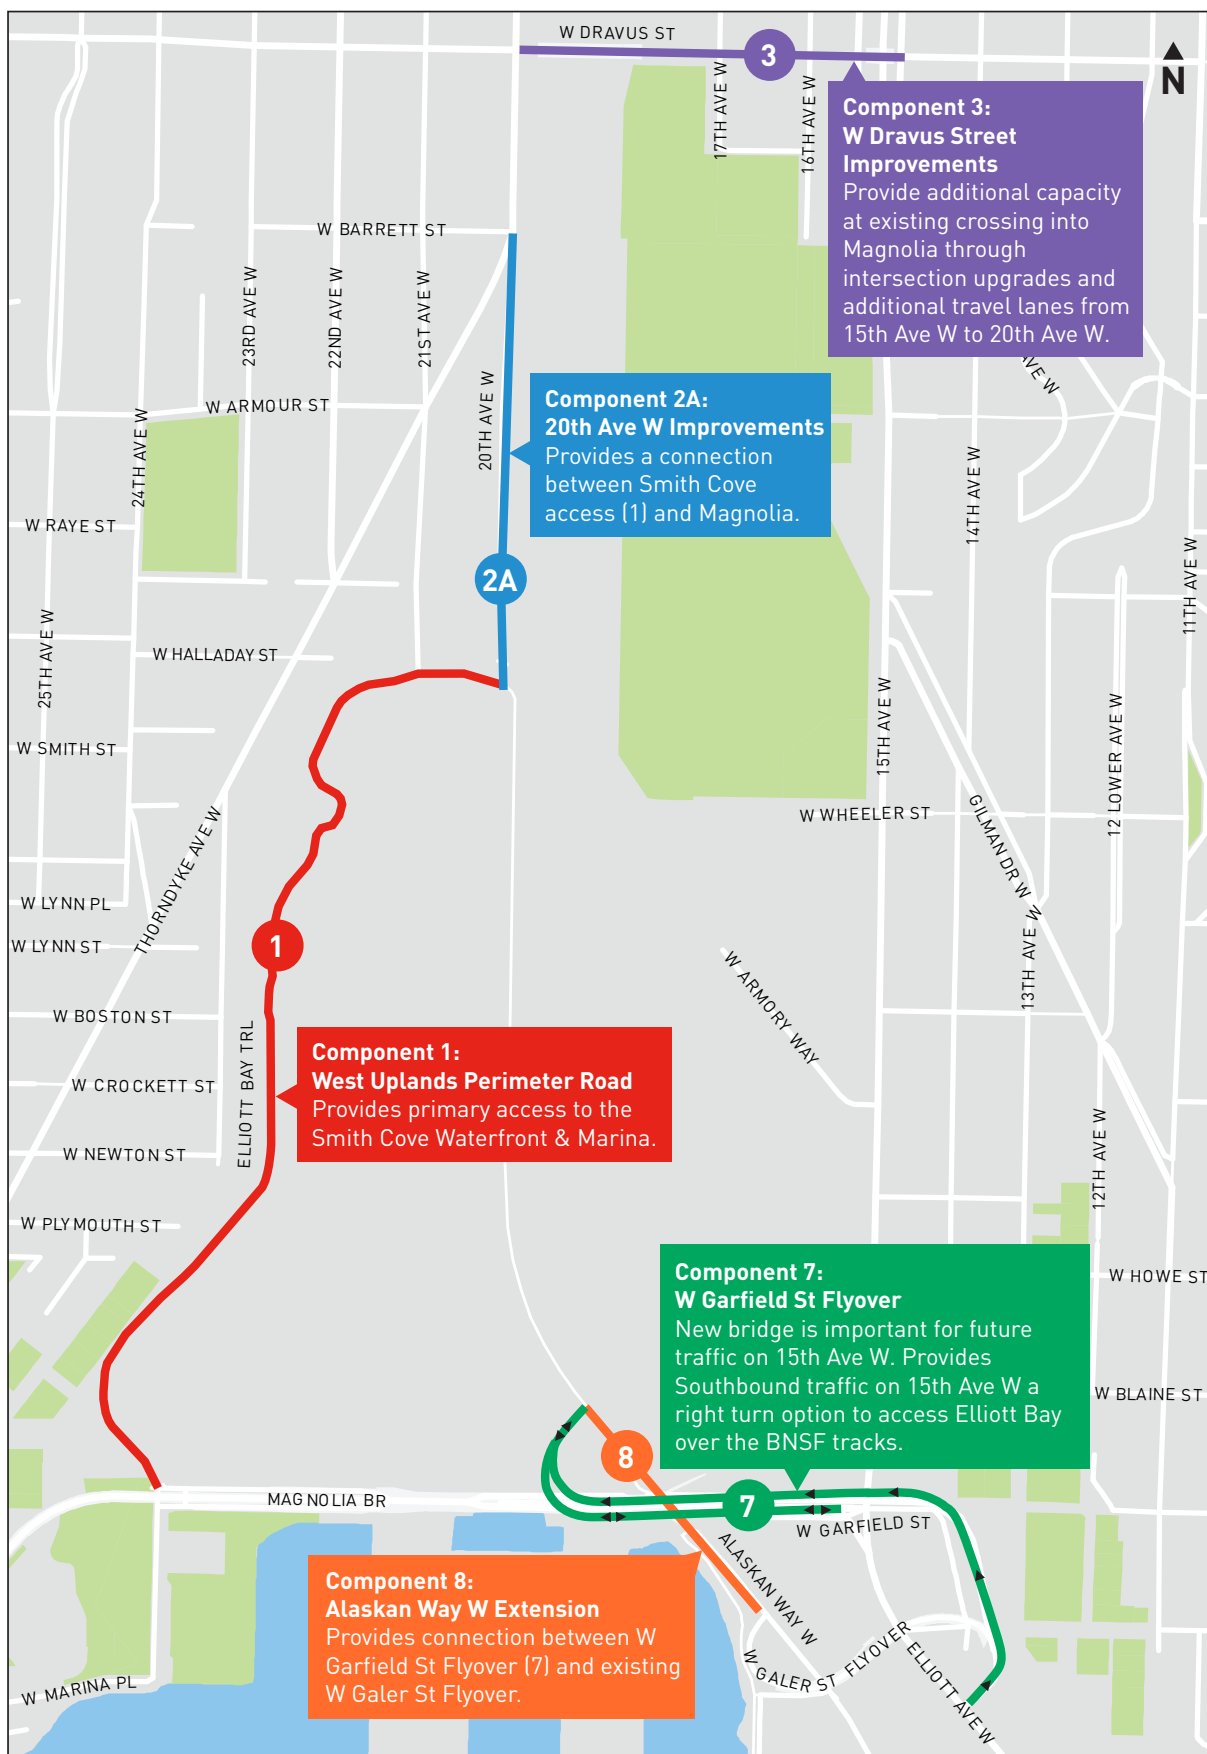 W DRAVUS ST
3
N
17TH AVE W
16TH AVE W
Component 3:
W Dravus Street
Improvements
Provide additional capacity
at existing crossing into
Magnolia through
intersection upgrades and
additional travel lanes from
15th Ave W to 20th Ave W.
W BARRETT ST
23RD AVE W
22ND AVE W
21ST AVE W
AVE W
20TH AVE W
W ARMOUR ST
24TH AVE W
Component 2A:
20th Ave W Improvements
Provides a connection
between Smith Cove
access (1) and Magnolia.
14TH AVE W
W RAYE ST
2A
11TH AVE W
25TH AVE W
W HALLADAY ST
15TH AVE W
12 LOWER AVE W
W SMITH ST
THORNDYKE AVE W
W WHEELER ST
GILMAN DR W
W LYNN PL
W LYNN ST
1
13TH AVE W
W ARMORY WAY
W BOSTON ST
ELLIOTT BAY TRL
Component 1:
West Uplands Perimeter Road
Provides primary access to the
Smith Cove Waterfront & Marina.
W CROCKETT ST
W NEWTON ST
12TH AVE W
W PLYMOUTH ST
Component 7:
W Garfield St Flyover
New bridge is important for future
traffic on 15th Ave W. Provides
Southbound traffic on 15th Ave W a
right turn option to access Elliott Bay
over the BNSF tracks.
W HOWE ST
W BLAINE ST
8
MAGNOLIA BR
7
W GARFIELD ST
ALASKAN WAY W
Component 8:
Alaskan Way W Extension
Provides connection between W
Garfield St Flyover (7) and existing
W Galer St Flyover.
W GALER ST FLYOVER
ELLIOTT AVE W
W MARINA PL